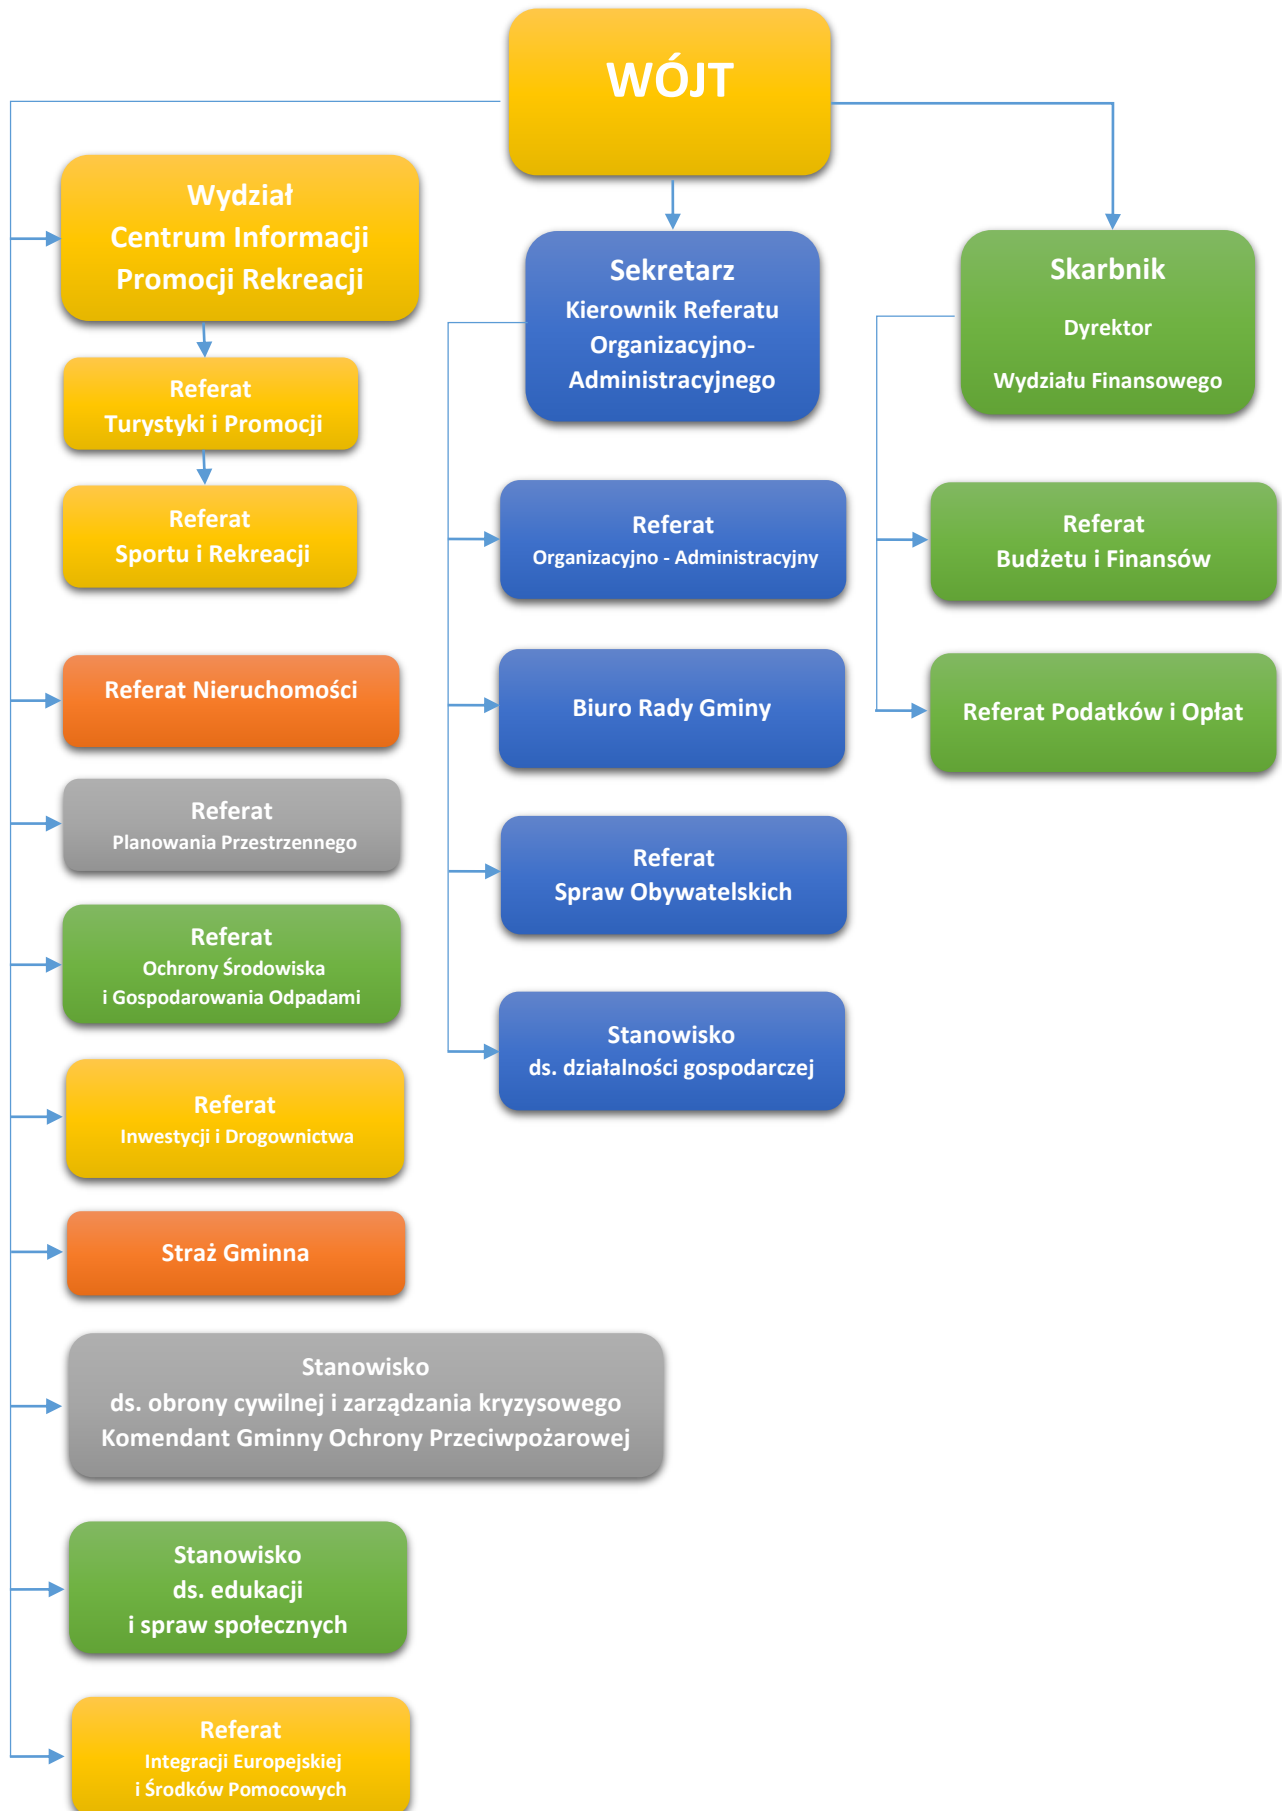 WÓJT
Wydział
Centrum Informacji
Promocji Rekreacji
Referat
Turystyki i Promocji
Referat
Sportu i Rekreacji
Referat Nieruchomości
Referat
Planowania Przestrzennego
Referat
Ochrony Środowiska
i Gospodarowania Odpadami
Referat
Inwestycji i Drogownictwa
Straż Gminna
Stanowisko
ds. obrony cywilnej i zarządzania kryzysowego
Komendant Gminny Ochrony Przeciwpożarowej
Stanowisko
ds. edukacji
i spraw społecznych
Referat
Integracji Europejskiej
i Środków Pomocowych
Sekretarz
Kierownik Referatu
Organizacyjno-
Administracyjnego
Referat
Organizacyjno - Administracyjny
Biuro Rady Gminy
Referat
Spraw Obywatelskich
Stanowisko
ds. działalności gospodarczej
Skarbnik
Dyrektor
Wydziału Finansowego
Referat
Budżetu i Finansów
Referat Podatków i Opłat